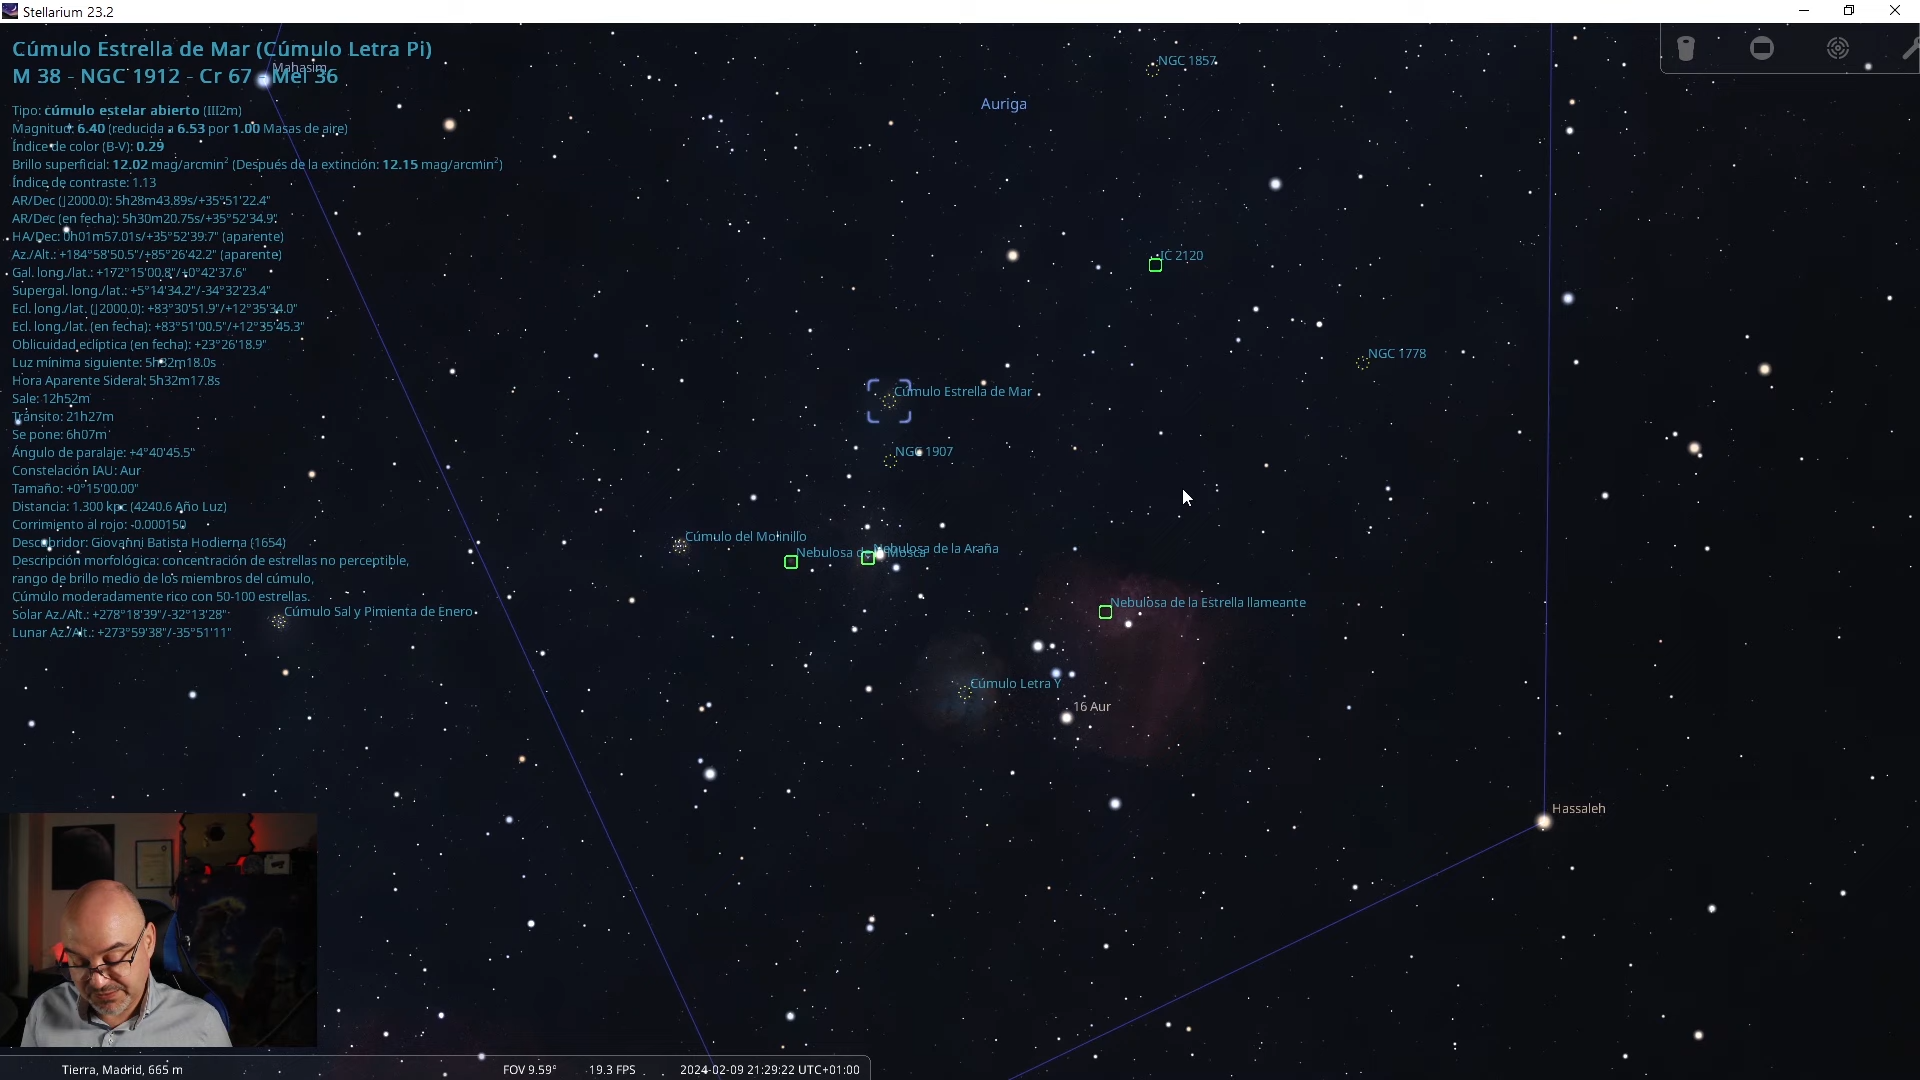 Stellarium 23.2
Cúmulo Estrella de Mar (Cúmulo Letra Pi)
M 38 - NGC 1912 - Cr 67 - Mel 36
Mahasim
Tipo: cúmulo estelar abierto (III2m)
Magnitud: 6.40 (reducida a 6.53 por 1.00 Masas de aire)
Índice de color (B-V): 0.29
Brillo superficial: 12.02 mag/arcmin² (Después de la extinción: 12.15 mag/arcmin²)
Índice de contraste: 1.13
AR/Dec (J2000.0): 5h28m43.89s/+35°51'22.4"
AR/Dec (en fecha): 5h30m20.75s/+35°52'34.9"
HA/Dec: 0h01m57.01s/+35°52'39.7" (aparente)
Az./Alt.: +184°58'50.5"/+85°26'42.2" (aparente)
Gal. long./lat.: +172°15'00.8"/+0°42'37.6"
Supergal. long./lat.: +5°14'34.2"/-34°32'23.4"
Ecl. long./lat. (J2000.0): +83°30'51.9"/+12°35'34.0"
Ecl. long./lat. (en fecha): +83°51'00.5"/+12°35'45.3"
Oblicuidad eclíptica (en fecha): +23°26'18.9"
Luz mínima siguiente: 5h32m18.0s
Hora Aparente Sideral: 5h32m17.8s
Sale: 12h52m
Tránsito: 21h27m
Se pone: 6h07m
Ángulo de paralaje: +4°40'45.5"
Constelación IAU: Aur
Tamaño: +0°15'00.00"
Distancia: 1.300 kpc (4240.6 Año Luz)
Corrimiento al rojo: -0.000150
Descubridor: Giovanni Batista Hodierna (1654)
Descripción morfológica: concentración de estrellas no perceptible,
rango de brillo medio de los miembros del cúmulo,
Cúmulo moderadamente rico con 50-100 estrellas.
Solar Az./Alt.: +278°18'39"/-32°13'28"
Lunar Az./Alt.: +273°59'38"/-35°51'11"
NGC 1857
Auriga
IC 2120
NGC 1778
Cúmulo Estrella de Mar
NGC 1907
Cúmulo del Molinillo
Nebulosa de la Mosca
Nebulosa de la Araña
Nebulosa de la Estrella llameante
Cúmulo Sal y Pimienta de Enero
Cúmulo Letra Y
16 Aur
Hassaleh
Tierra, Madrid, 665 m
FOV 9.59°
19.3 FPS
2024-02-09 21:29:22 UTC+01:00